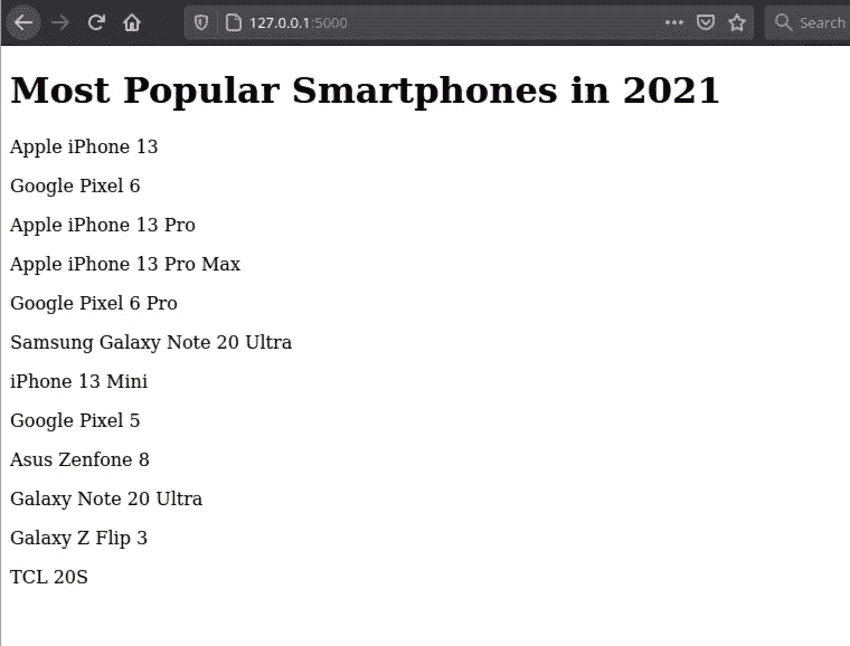 127.0.0.1:5000
Search
Most Popular Smartphones in 2021
Apple iPhone 13
Google Pixel 6
Apple iPhone 13 Pro
Apple iPhone 13 Pro Max
Google Pixel 6 Pro
Samsung Galaxy Note 20 Ultra
iPhone 13 Mini
Google Pixel 5
Asus Zenfone 8
Galaxy Note 20 Ultra
Galaxy Z Flip 3
TCL 20S